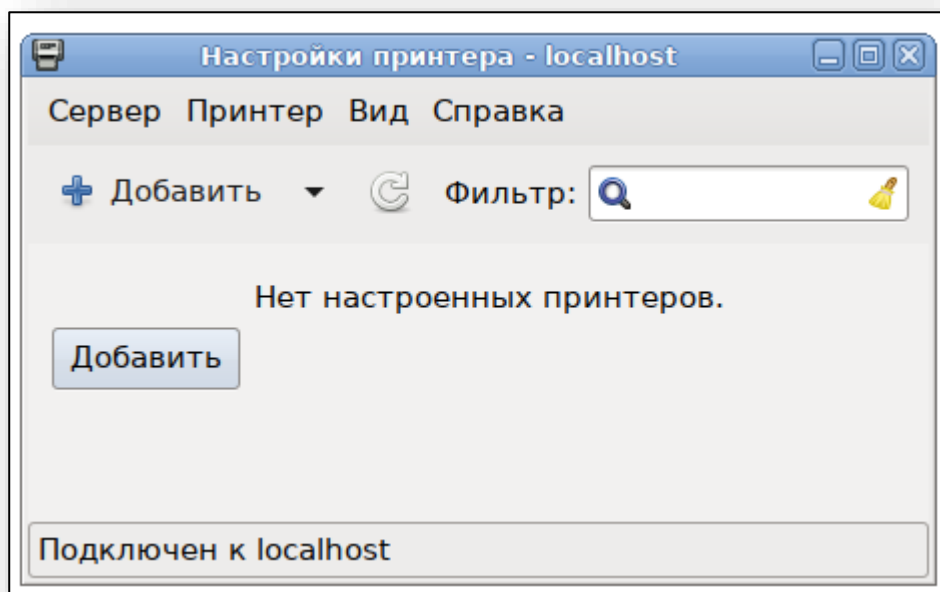 Настройки принтера - localhost
Сервер Принтер Вид Справка
Добавить Фильтр:
Нет настроенных принтеров.
Добавить
Подключен к localhost